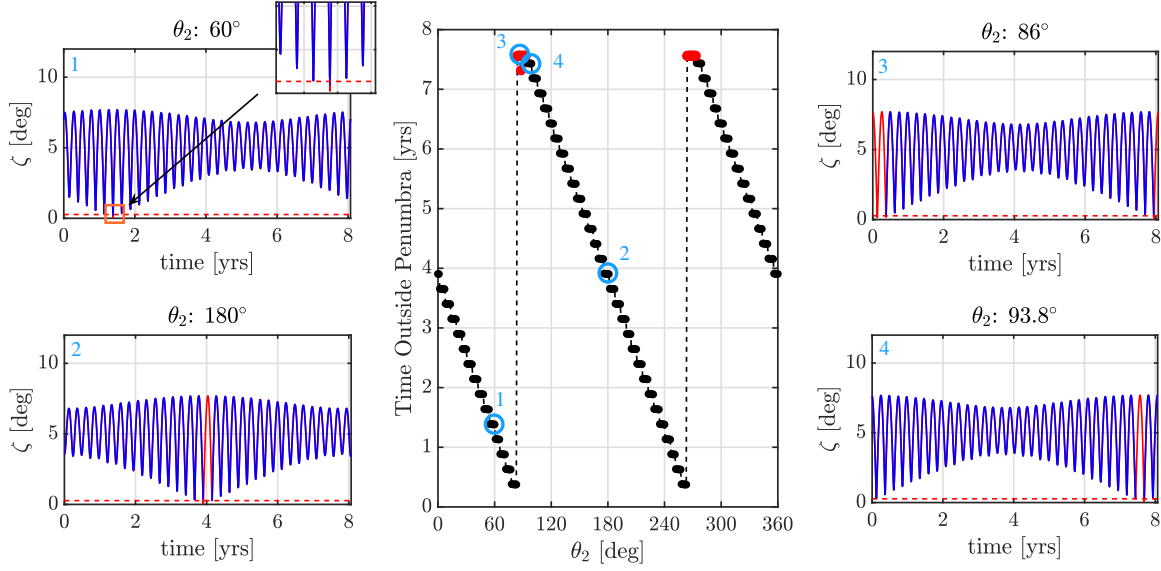 θ₂: 60°
1
ζ [deg]
10
5
0
0 2 4 6 8
time [yrs]
θ₂: 180°
2
ζ [deg]
10
5
0
0 2 4 6 8
time [yrs]
Time Outside Penumbra [yrs]
8
7
6
5
4
3
2
1
0
3
4
2
1
0 60 120 180 240 300 360
θ₂ [deg]
θ₂: 86°
3
ζ [deg]
10
5
0
0 2 4 6 8
time [yrs]
θ₂: 93.8°
4
ζ [deg]
10
5
0
0 2 4 6 8
time [yrs]